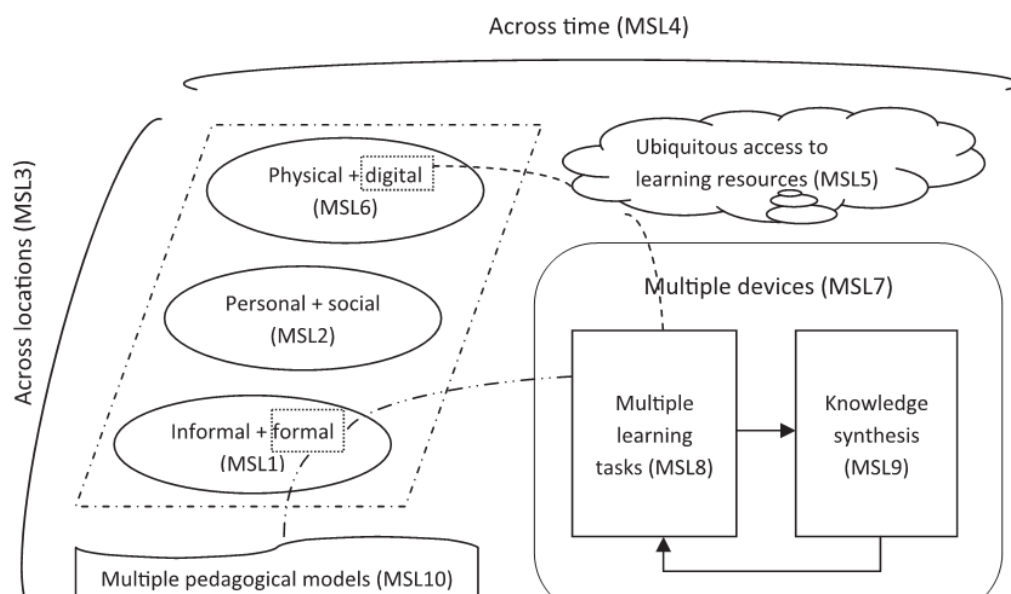 Across time (MSL4)
Across locations (MSL3)
Physical + digital
(MSL6)
Ubiquitous access to
learning resources (MSL5)
Personal + social
(MSL2)
Multiple devices (MSL7)
Informal + formal
(MSL1)
Multiple
learning
tasks (MSL8)
Knowledge
synthesis
(MSL9)
Multiple pedagogical models (MSL10)